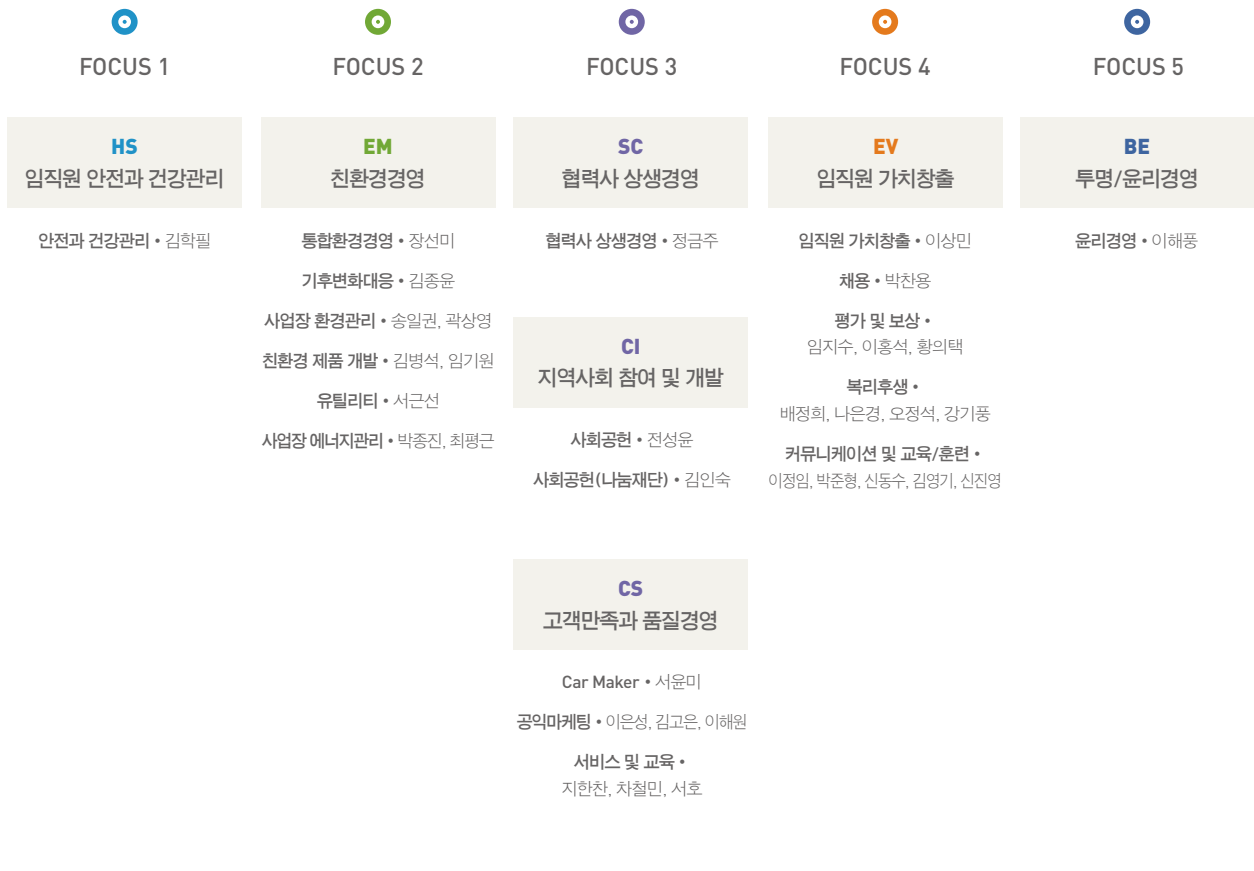 FOCUS 1
HS
임직원 안전과 건강관리
안전과 건강관리 • 김학필
FOCUS 2
EM
친환경경영
통합환경경영 • 장선미
기후변화대응 • 김종윤
사업장 환경관리 • 송일권, 곽상영
친환경 제품 개발 • 김병석, 임기원
유틸리티 • 서근선
사업장 에너지관리 • 박종진, 최평근
FOCUS 3
SC
협력사 상생경영
협력사 상생경영 • 정금주
CI
지역사회 참여 및 개발
사회공헌 • 전성윤
사회공헌(나눔재단) • 김인숙
CS
고객만족과 품질경영
Car Maker • 서윤미
공익마케팅 • 이은성, 김고은, 이해원
서비스 및 교육 •
지한찬, 차철민, 서호
FOCUS 4
EV
임직원 가치창출
임직원 가치창출 • 이상민
채용 • 박찬용
평가 및 보상 •
임지수, 이홍석, 황의택
복리후생 •
배정희, 나은경, 오정석, 강기풍
커뮤니케이션 및 교육/훈련 •
이정임, 박준형, 신동수, 김영기, 신진영
FOCUS 5
BE
투명/윤리경영
윤리경영 • 이해풍